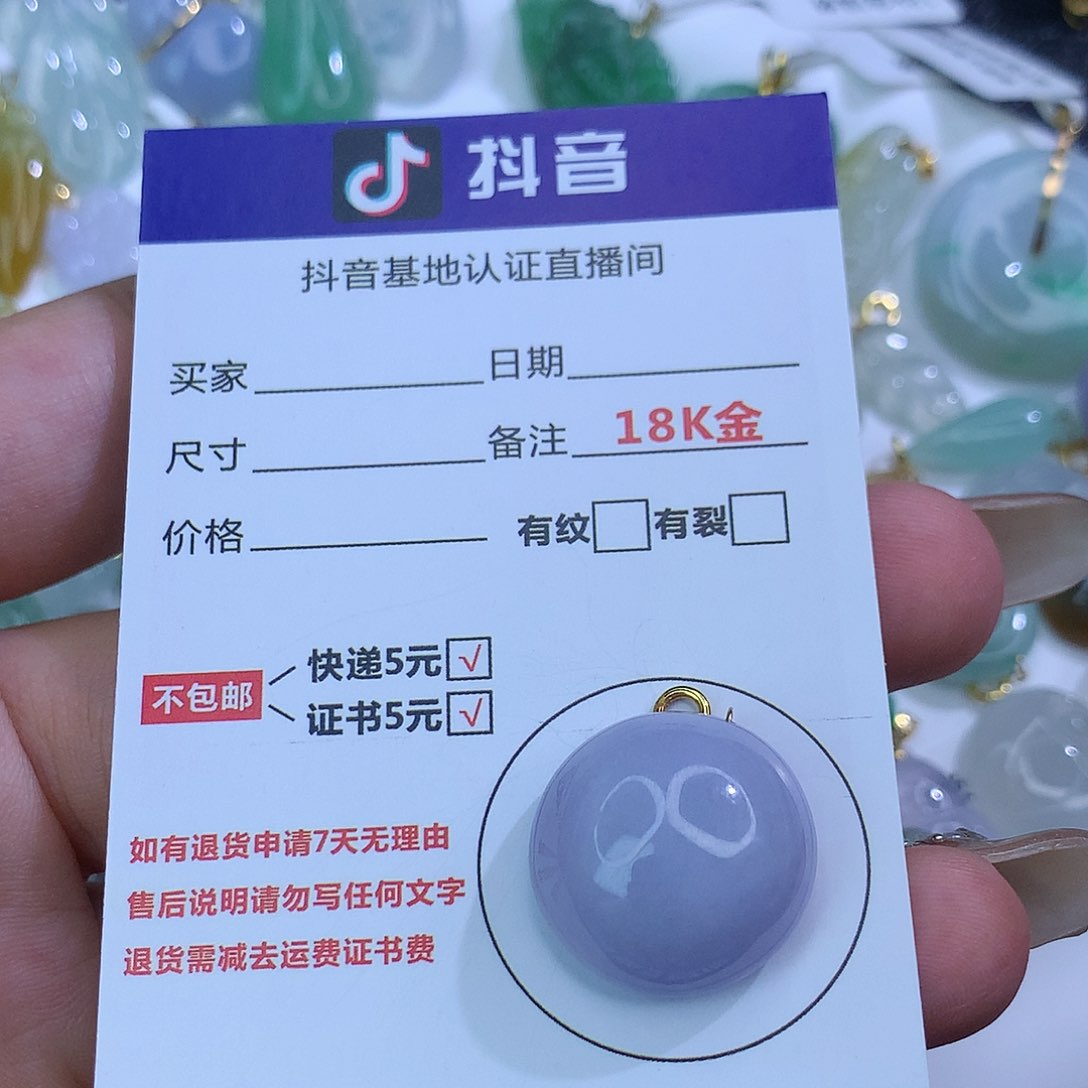 抖音
抖音基地认证直播间
买家 日期
尺寸 备注 18K金
价格 有纹 有裂
快递5元 √
不包邮
证书5元 √
如有退货申请7天无理由
售后说明请勿写任何文字
退货需减去运费证书费